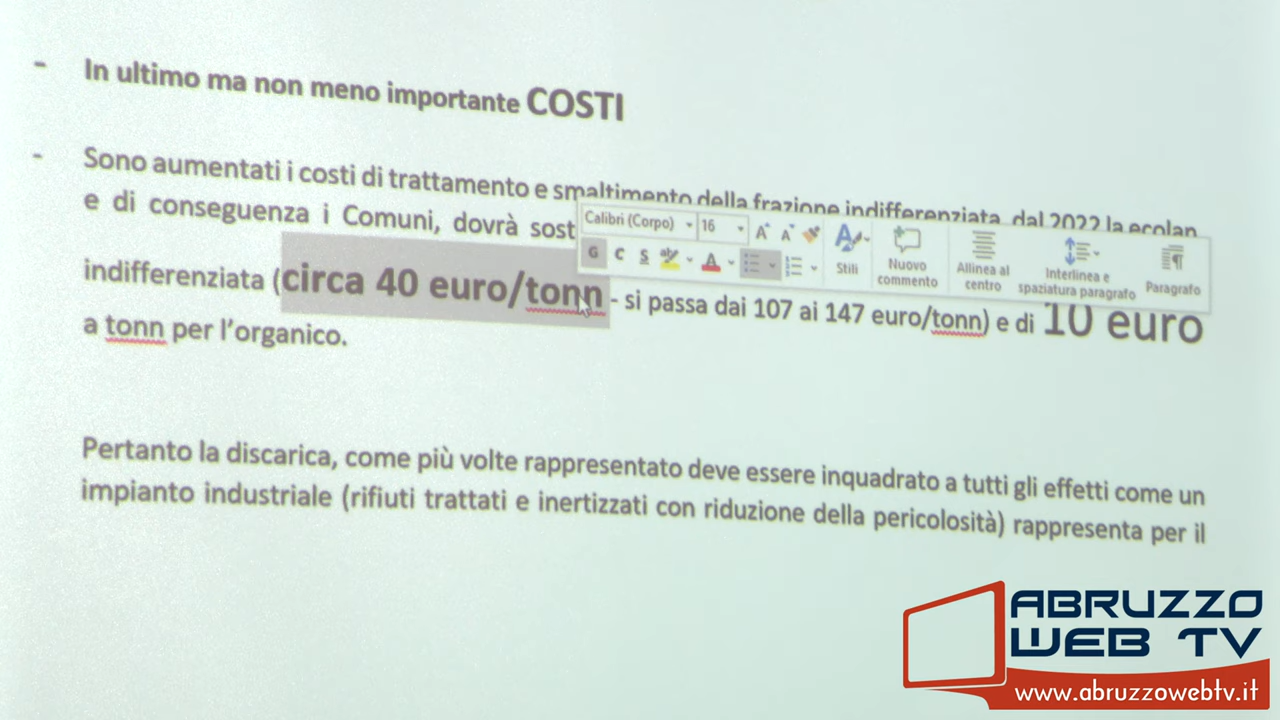 - In ultimo ma non meno importante COSTI
- Sono aumentati i costi di trattamento e smaltimento della frazione indifferenziata, dal 2022 la ecolan
e di conseguenza i Comuni, dovrà sost
Calibri (Corpo) 16
G C S
Stili
Nuovo commento
Allinea al centro
Interlinea e spaziatura paragrafo
Paragrafo
indifferenziata (circa 40 euro/tonn - si passa dai 107 ai 147 euro/tonn) e di 10 euro
a tonn per l'organico.
Pertanto la discarica, come più volte rappresentato deve essere inquadrato a tutti gli effetti come un
impianto industriale (rifiuti trattati e inertizzati con riduzione della pericolosità) rappresenta per il
ABRUZZO
WEB TV
www.abruzzowebtv.it